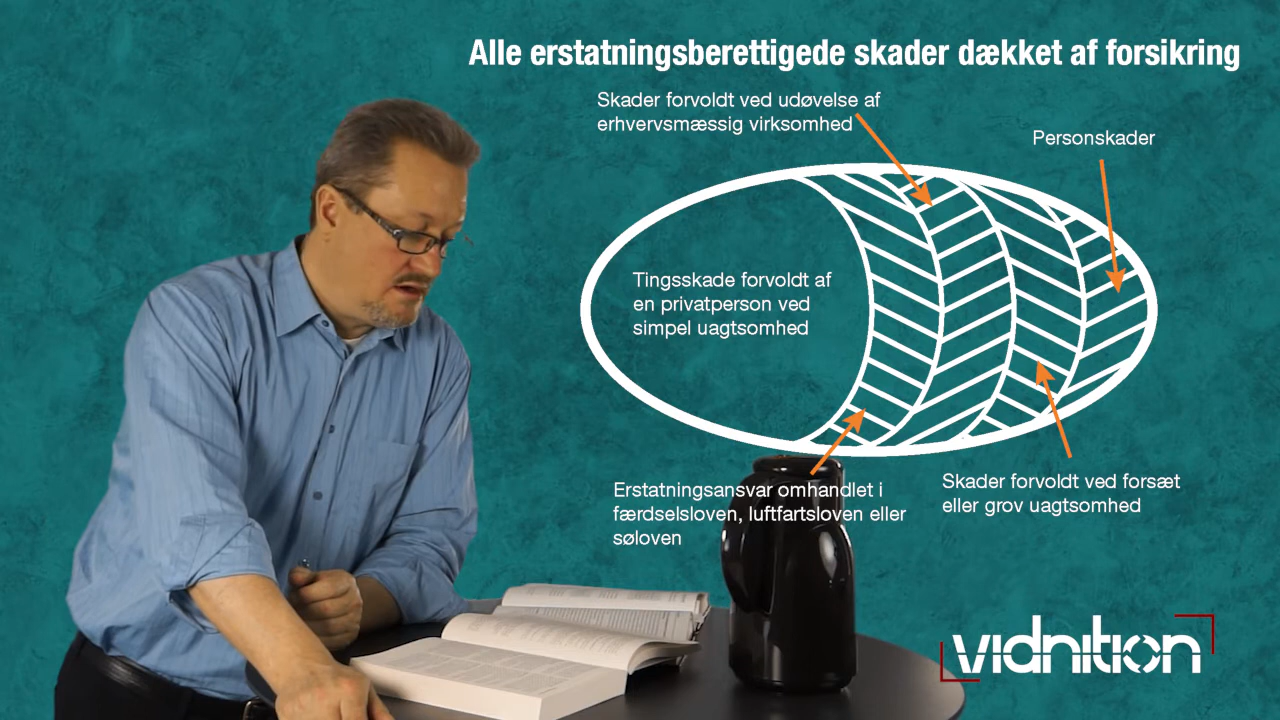 Alle erstatningsberettigede skader dækket af forsikring
Skader forvoldt ved udøvelse af
erhvervsmæssig virksomhed
Personskader
Tingsskade forvoldt af
en privatperson ved
simpel uagtsomhed
Erstatningsansvar omhandlet i
færdselsloven, luftfartsloven eller
søloven
Skader forvoldt ved forsæt
eller grov uagtsomhed
vidnition